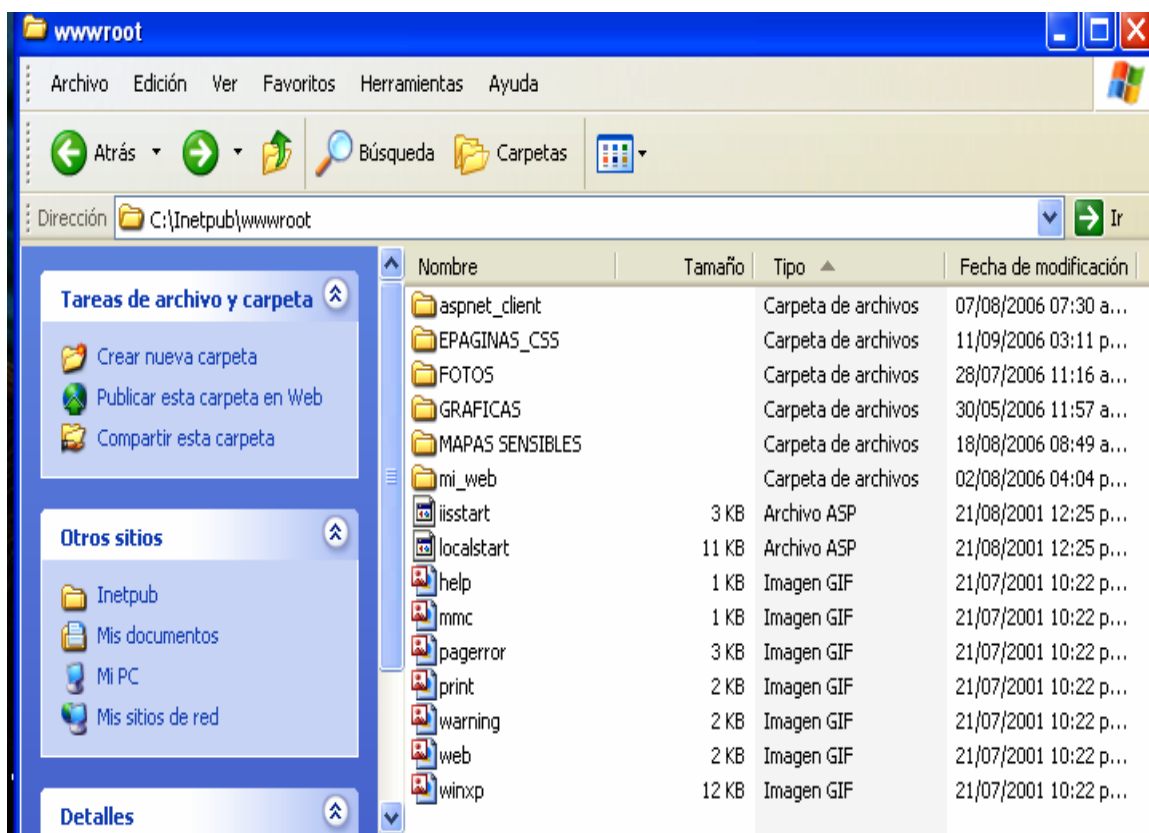 wwwroot
Archivo Edición Ver Favoritos Herramientas Ayuda
Atrás Búsqueda Carpetas
Dirección C:\Inetpub\wwwroot Ir
Tareas de archivo y carpeta
Crear nueva carpeta
Publicar esta carpeta en Web
Compartir esta carpeta
Otros sitios
Inetpub
Mis documentos
Mi PC
Mis sitios de red
Detalles
Nombre Tamaño Tipo Fecha de modificación
aspnet_client Carpeta de archivos 07/08/2006 07:30 a...
EPAGINAS_CSS Carpeta de archivos 11/09/2006 03:11 p...
FOTOS Carpeta de archivos 28/07/2006 11:16 a...
GRAFICAS Carpeta de archivos 30/05/2006 11:57 a...
MAPAS SENSIBLES Carpeta de archivos 18/08/2006 08:49 a...
mi_web Carpeta de archivos 02/08/2006 04:04 p...
iisstart 3 KB Archivo ASP 21/08/2001 12:25 p...
localstart 11 KB Archivo ASP 21/08/2001 12:25 p...
help 1 KB Imagen GIF 21/07/2001 10:22 p...
mmc 1 KB Imagen GIF 21/07/2001 10:22 p...
pagerror 3 KB Imagen GIF 21/07/2001 10:22 p...
print 2 KB Imagen GIF 21/07/2001 10:22 p...
warning 2 KB Imagen GIF 21/07/2001 10:22 p...
web 2 KB Imagen GIF 21/07/2001 10:22 p...
winxp 12 KB Imagen GIF 21/07/2001 10:22 p...